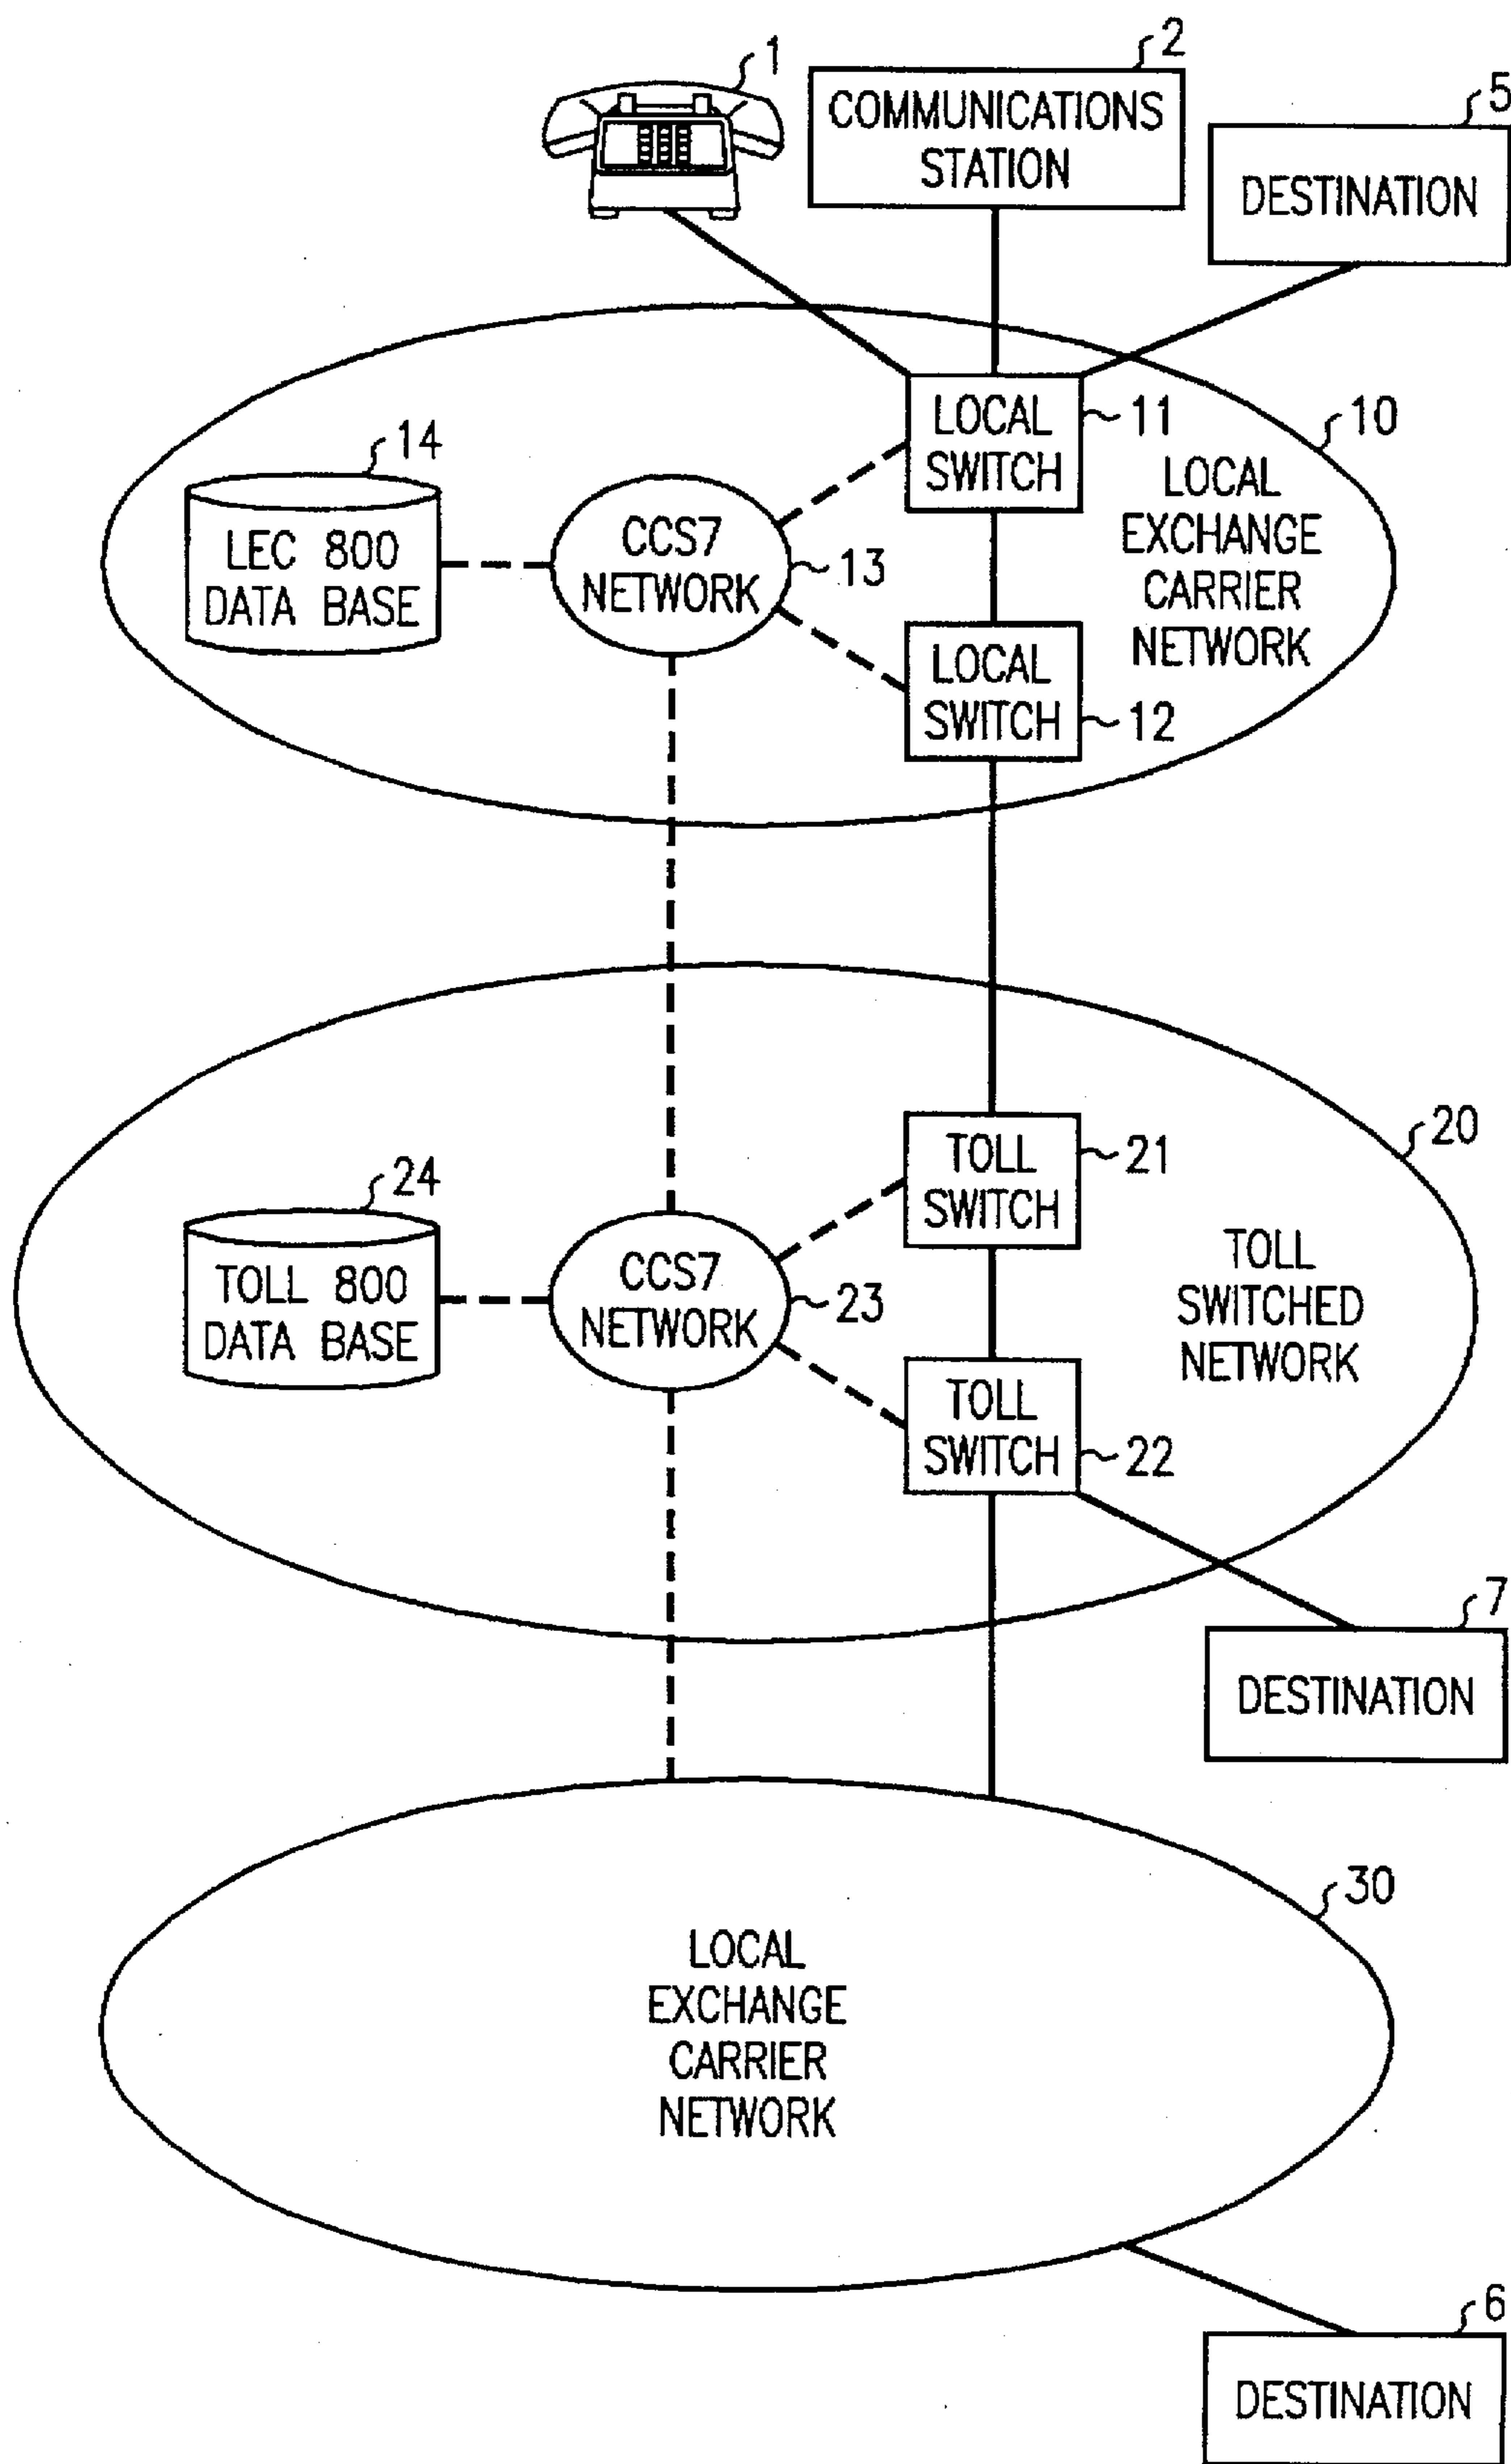 1
2
COMMUNICATIONS
STATION
5
DESTINATION
LOCAL
SWITCH
11
10
LOCAL
EXCHANGE
CARRIER
NETWORK
14
LEC 800
DATA BASE
CCS7
NETWORK
13
LOCAL
SWITCH
12
20
TOLL
SWITCH
21
24
TOLL 800
DATA BASE
CCS7
NETWORK
23
TOLL
SWITCHED
NETWORK
TOLL
SWITCH
22
7
DESTINATION
30
LOCAL
EXCHANGE
CARRIER
NETWORK
6
DESTINATION